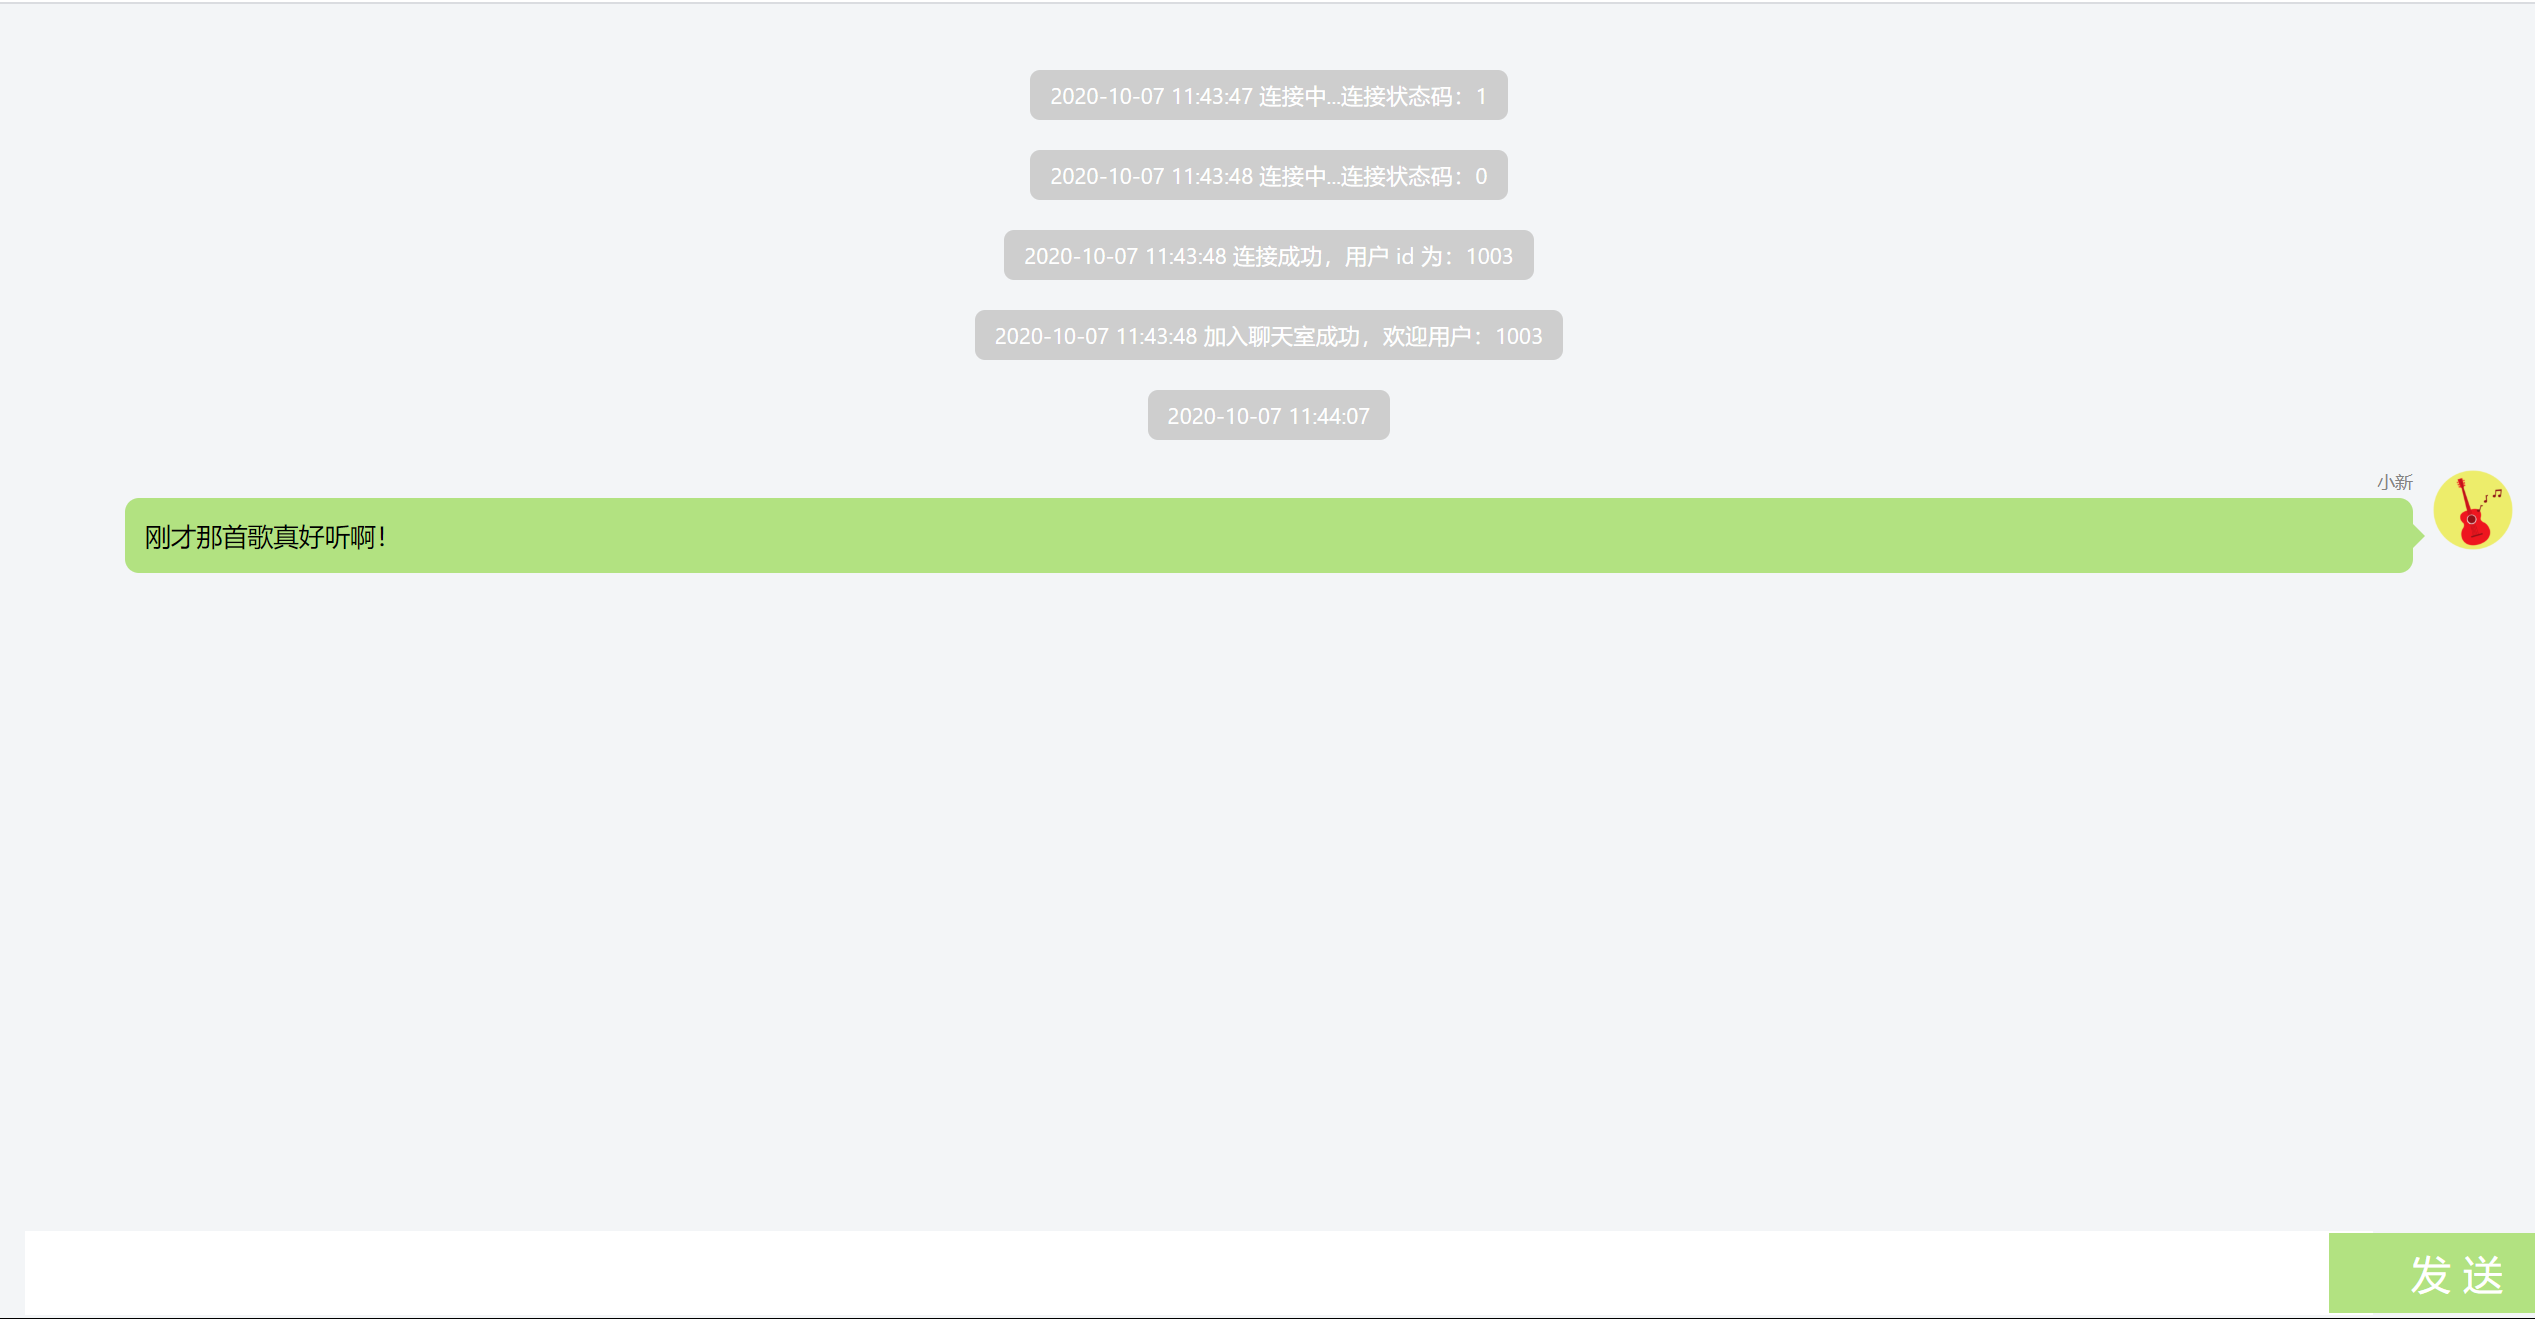 2020-10-07 11:43:47 连接中...连接状态码：1
2020-10-07 11:43:48 连接中...连接状态码：0
2020-10-07 11:43:48 连接成功，用户 id 为：1003
2020-10-07 11:43:48 加入聊天室成功，欢迎用户：1003
2020-10-07 11:44:07
小新
刚才那首歌真好听啊！
发 送